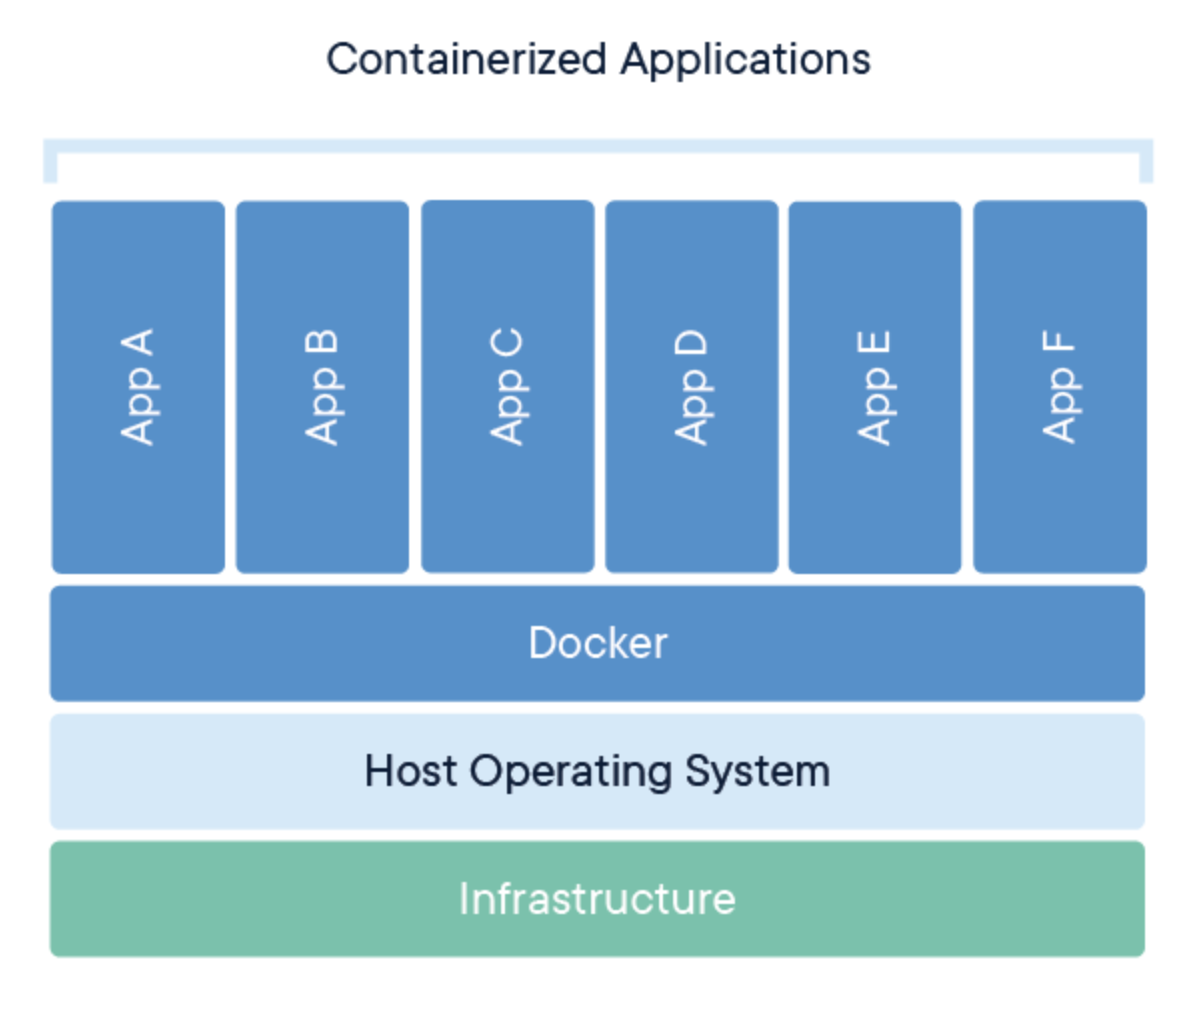 Containerized Applications
App A
App B
App C
App D
App E
App F
Docker
Host Operating System
Infrastructure